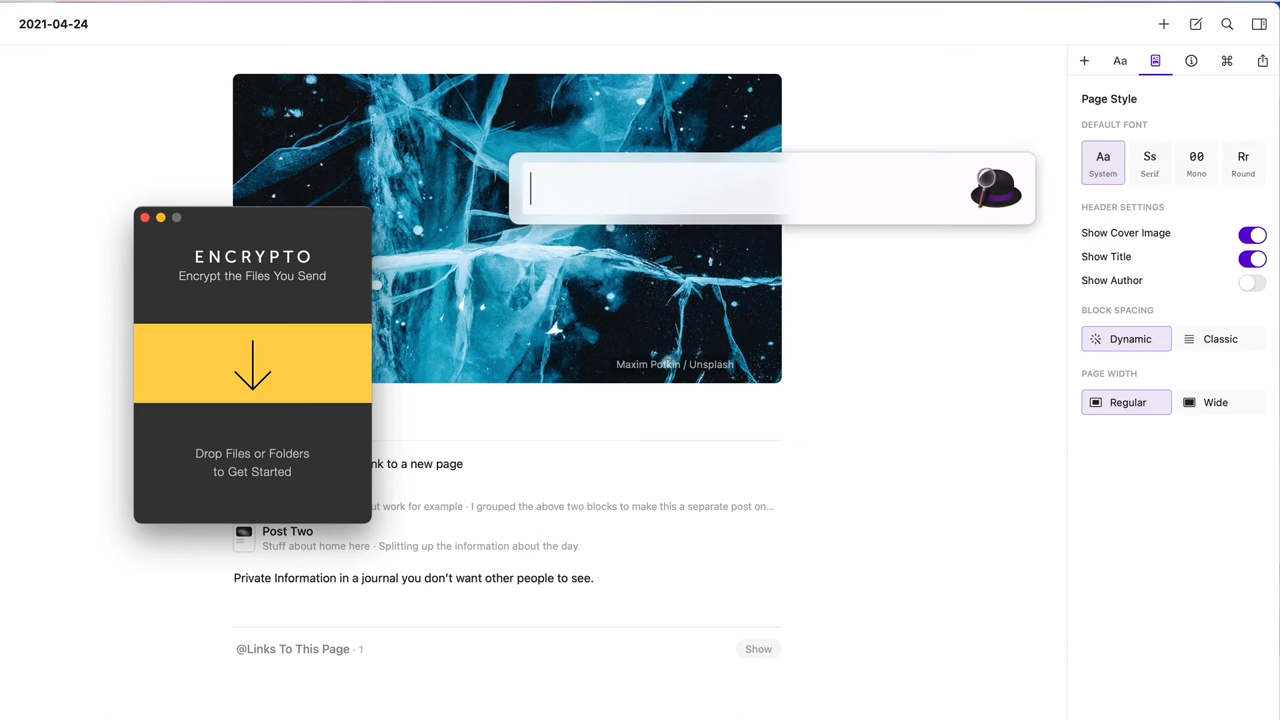 2021-04-24
Maxim Potkin / Unsplash
ENCRYPTO
Encrypt the Files You Send
Drop Files or Folders
to Get Started
nk to a new page
ut work for example · I grouped the above two blocks to make this a separate post on...
Post Two
Stuff about home here · Splitting up the information about the day
Private Information in a journal you don't want other people to see.
@Links To This Page · 1
Show
Aa
Page Style
DEFAULT FONT
Aa
System
Ss
Serif
00
Mono
Rr
Round
HEADER SETTINGS
Show Cover Image
Show Title
Show Author
BLOCK SPACING
Dynamic
Classic
PAGE WIDTH
Regular
Wide